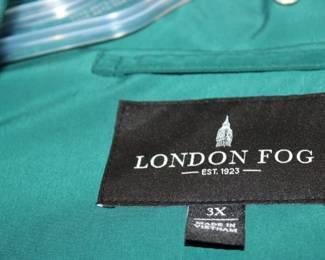 LONDON FOG
EST. 1923
3X
MADE IN
VIETNAM